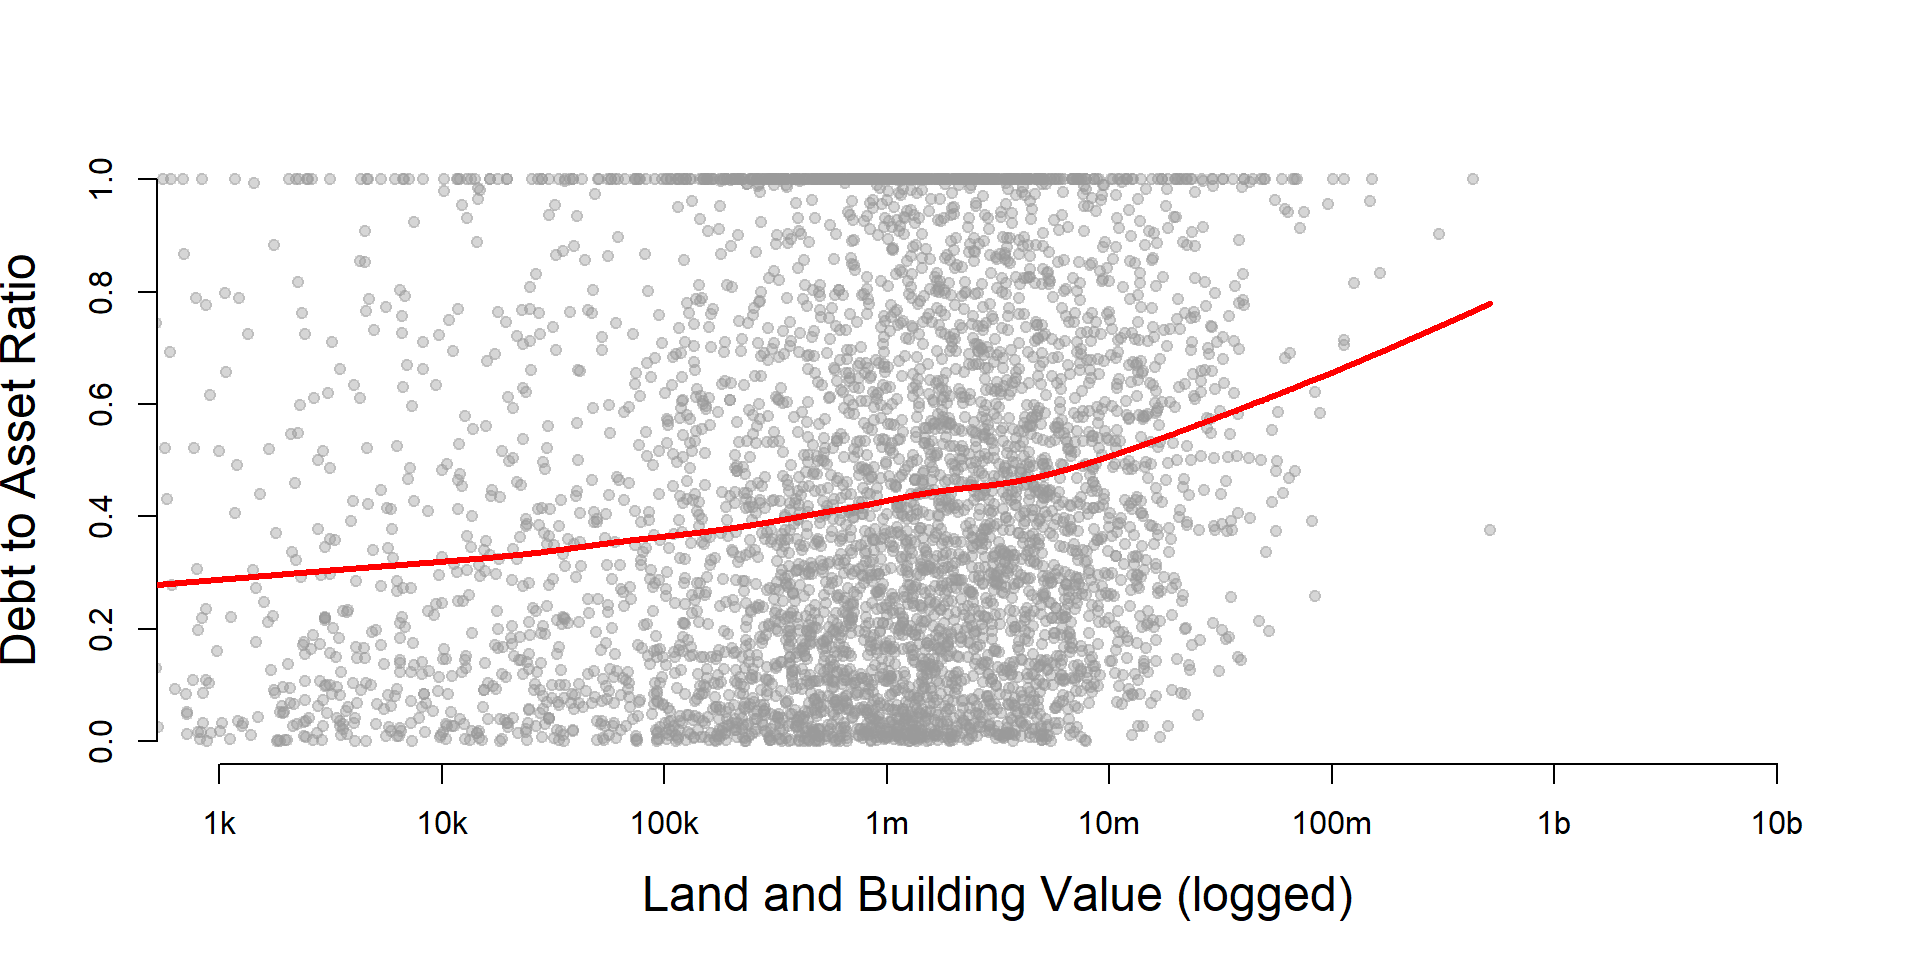 Debt to Asset Ratio
1.0
0.8
0.6
0.4
0.2
0.0
1k 10k 100k 1m 10m 100m 1b 10b
Land and Building Value (logged)